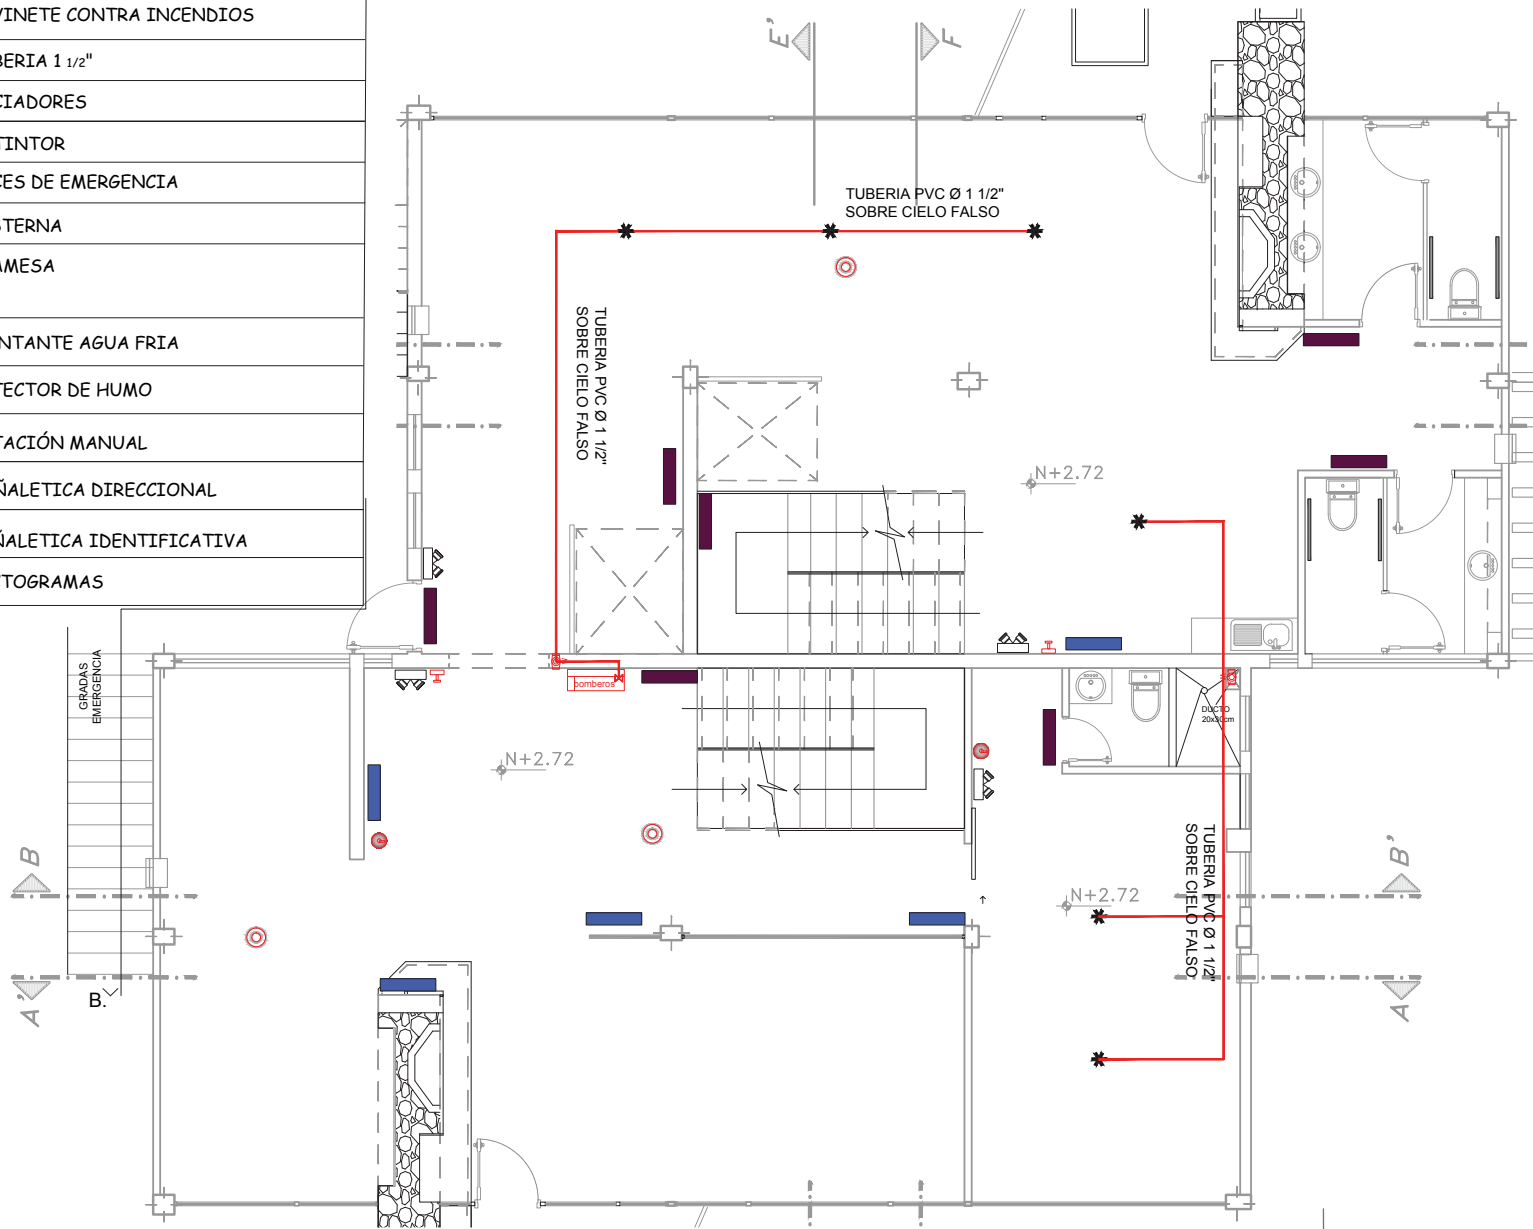 VINETE CONTRA INCENDIOS
BERIA 1 1/2"
CIADORES
TINTOR
CES DE EMERGENCIA
STERNA
AMESA
NTANTE AGUA FRIA
TECTOR DE HUMO
TACIÓN MANUAL
ÑALETICA DIRECCIONAL
ÑALETICA IDENTIFICATIVA
TOGRAMAS
E'
F
TUBERIA PVC Ø 1 1/2"
SOBRE CIELO FALSO
TUBERIA PVC Ø 1 1/2"
SOBRE CIELO FALSO
N+2.72
GRADAS
EMERGENCIA
bomberos
DUCTO
20x30cm
N+2.72
TUBERIA PVC Ø 1 1/2"
SOBRE CIELO FALSO
N+2.72
B
B'
A'
B.
A